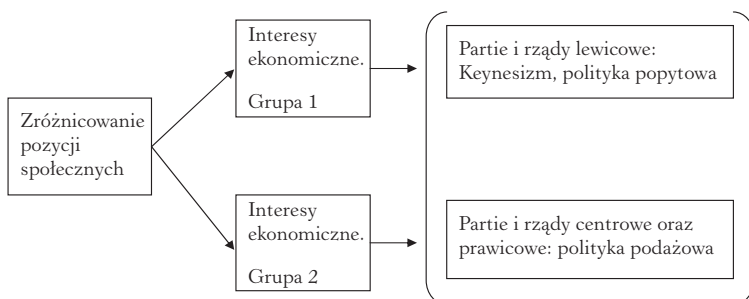 Zróżnicowanie
pozycji
społecznych
Interesy
ekonomiczne.
Grupa 1
Partie i rządy lewicowe:
Keynesizm, polityka popytowa
Interesy
ekonomiczne.
Grupa 2
Partie i rządy centrowe oraz
prawicowe: polityka podażowa